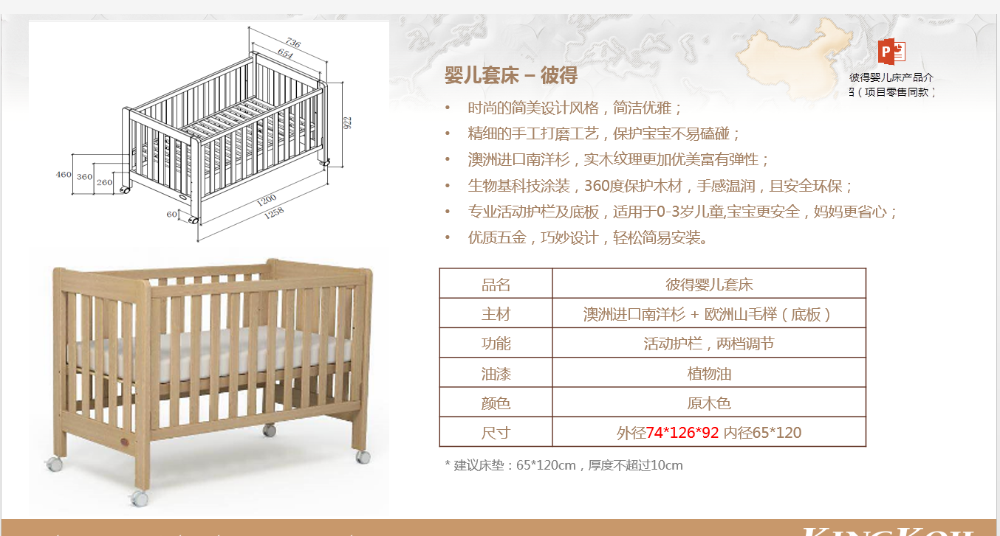 736
654
922
460
360
260
60
1200
1258
婴儿套床 – 彼得
• 时尚的简美设计风格，简洁优雅；
• 精细的手工打磨工艺，保护宝宝不易磕碰；
• 澳洲进口南洋杉，实木纹理更加优美富有弹性；
• 生物基科技涂装，360度保护木材，手感温润，且安全环保；
• 专业活动护栏及底板，适用于0-3岁儿童,宝宝更安全，妈妈更省心；
• 优质五金，巧妙设计，轻松简易安装。
P
彼得婴儿床产品介
绍（项目零售同款）
品名 彼得婴儿套床
主材 澳洲进口南洋杉 + 欧洲山毛榉（底板）
功能 活动护栏，两档调节
油漆 植物油
颜色 原木色
尺寸 外径74*126*92 内径65*120
* 建议床垫：65*120cm，厚度不超过10cm
KINGKOIL